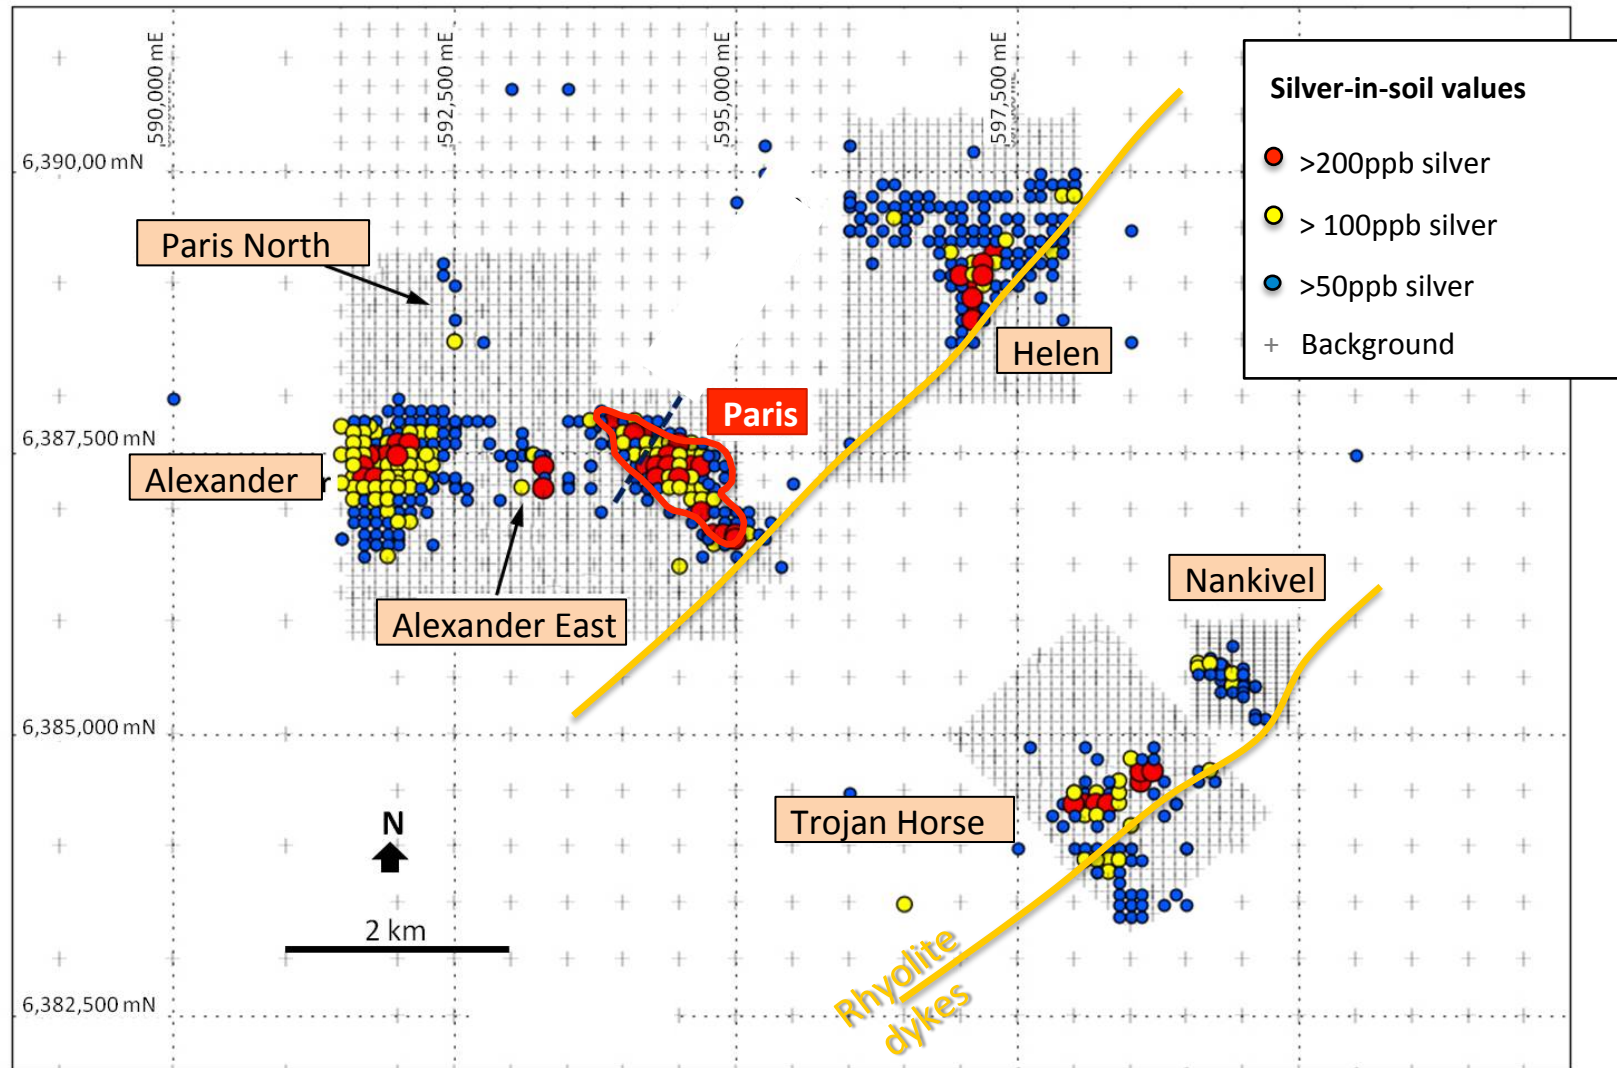 590,000 mE
592,500 mE
595,000 mE
597,500 mE
Silver-in-soil values
>200ppb silver
> 100ppb silver
>50ppb silver
Background
6,390,00 mN
Paris North
Helen
Paris
6,387,500 mN
Alexander r
Nankivel
Alexander East
6,385,000 mN
Trojan Horse
N
2 km
Rhyolite
dykes
6,382,500 mN